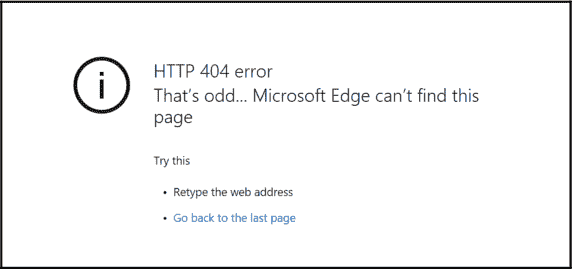 HTTP 404 error
That's odd... Microsoft Edge can't find this
page
Try this
• Retype the web address
• Go back to the last page